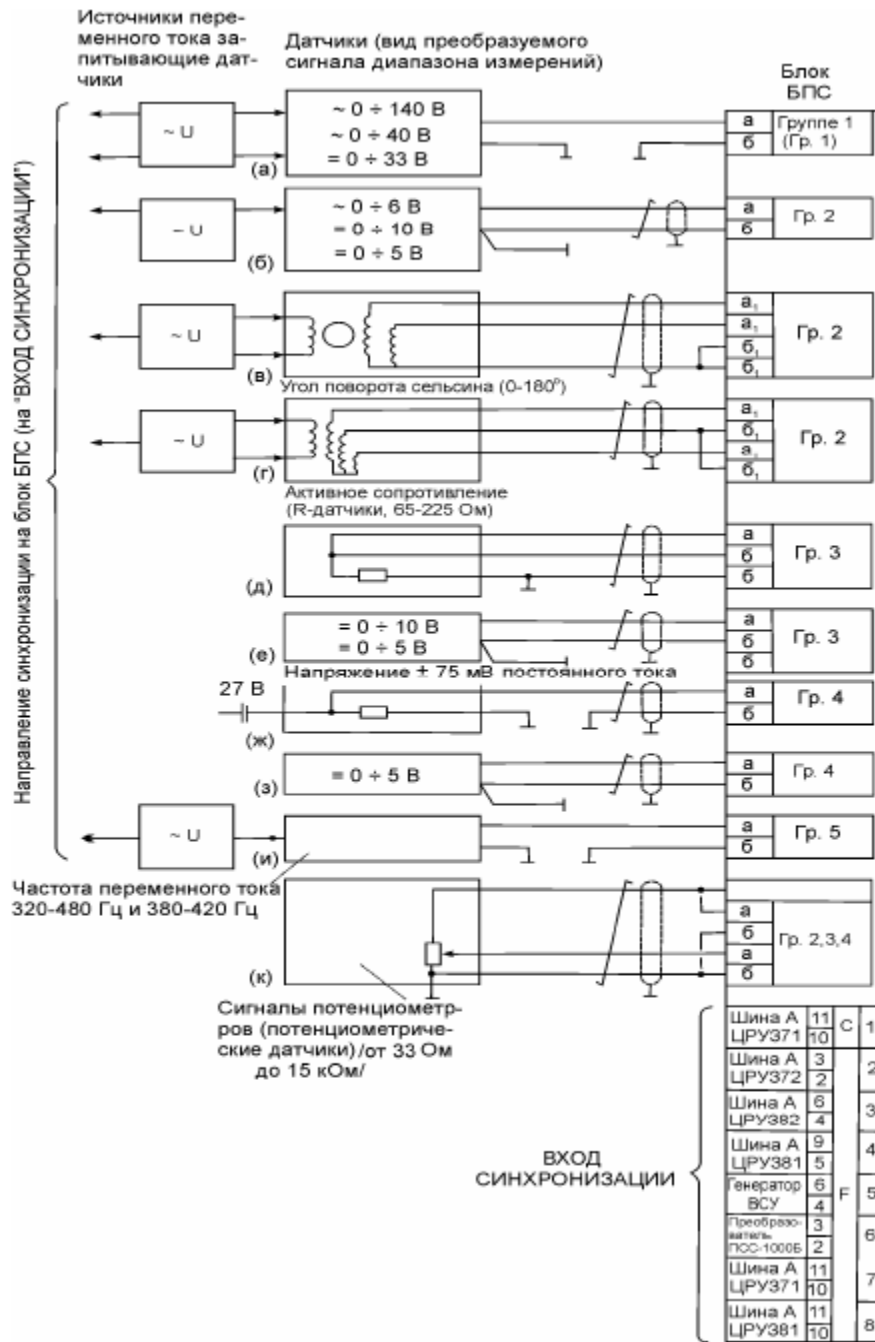 Источники пере-
менного тока за-
питывающие дат-
чики
Датчики (вид преобразуемого
сигнала диапазона измерений)
Блок
БПС
Направление синхронизации на блок БПС (на "ВХОД СИНХРОНИЗАЦИИ")
~ U
~ 0 ÷ 140 В
~ 0 ÷ 40 В
= 0 ÷ 33 В
(а)
а
б
Группе 1
(Гр. 1)
~ U
~ 0 ÷ 6 В
= 0 ÷ 10 В
= 0 ÷ 5 В
(б)
а
б
Гр. 2
~ U
(в)
а₁
а₁
б₁
б₁
Гр. 2
Угол поворота сельсина (0-180°)
~ U
(г)
а₁
б₁
а₁
б₁
Гр. 2
Активное сопротивление
(R-датчики, 65-225 Ом)
(д)
а
б
б
Гр. 3
= 0 ÷ 10 В
= 0 ÷ 5 В
(е)
а
б
б
Гр. 3
Напряжение ± 75 мВ постоянного тока
27 В
(ж)
а
б
Гр. 4
= 0 ÷ 5 В
(з)
а
б
Гр. 4
~ U
(и)
а
б
Гр. 5
Частота переменного тока
320-480 Гц и 380-420 Гц
(к)
а
б
а
б
Гр. 2,3,4
Сигналы потенциометр-
ров (потенциометриче-
ские датчики) /от 33 Ом
до 15 кОм/
ВХОД
СИНХРОНИЗАЦИИ
Шина А 11 С 1
ЦРУ371 10
Шина А 3 F 2
ЦРУ372 2
Шина А 6 3
ЦРУ382 4
Шина А 9 4
ЦРУ381 5
Генератор 6 5
ВСУ 4
Преобразо- 3 6
ватель
ПСС-1000Б 2
Шина А 11 7
ЦРУ371 10
Шина А 11 8
ЦРУ381 10